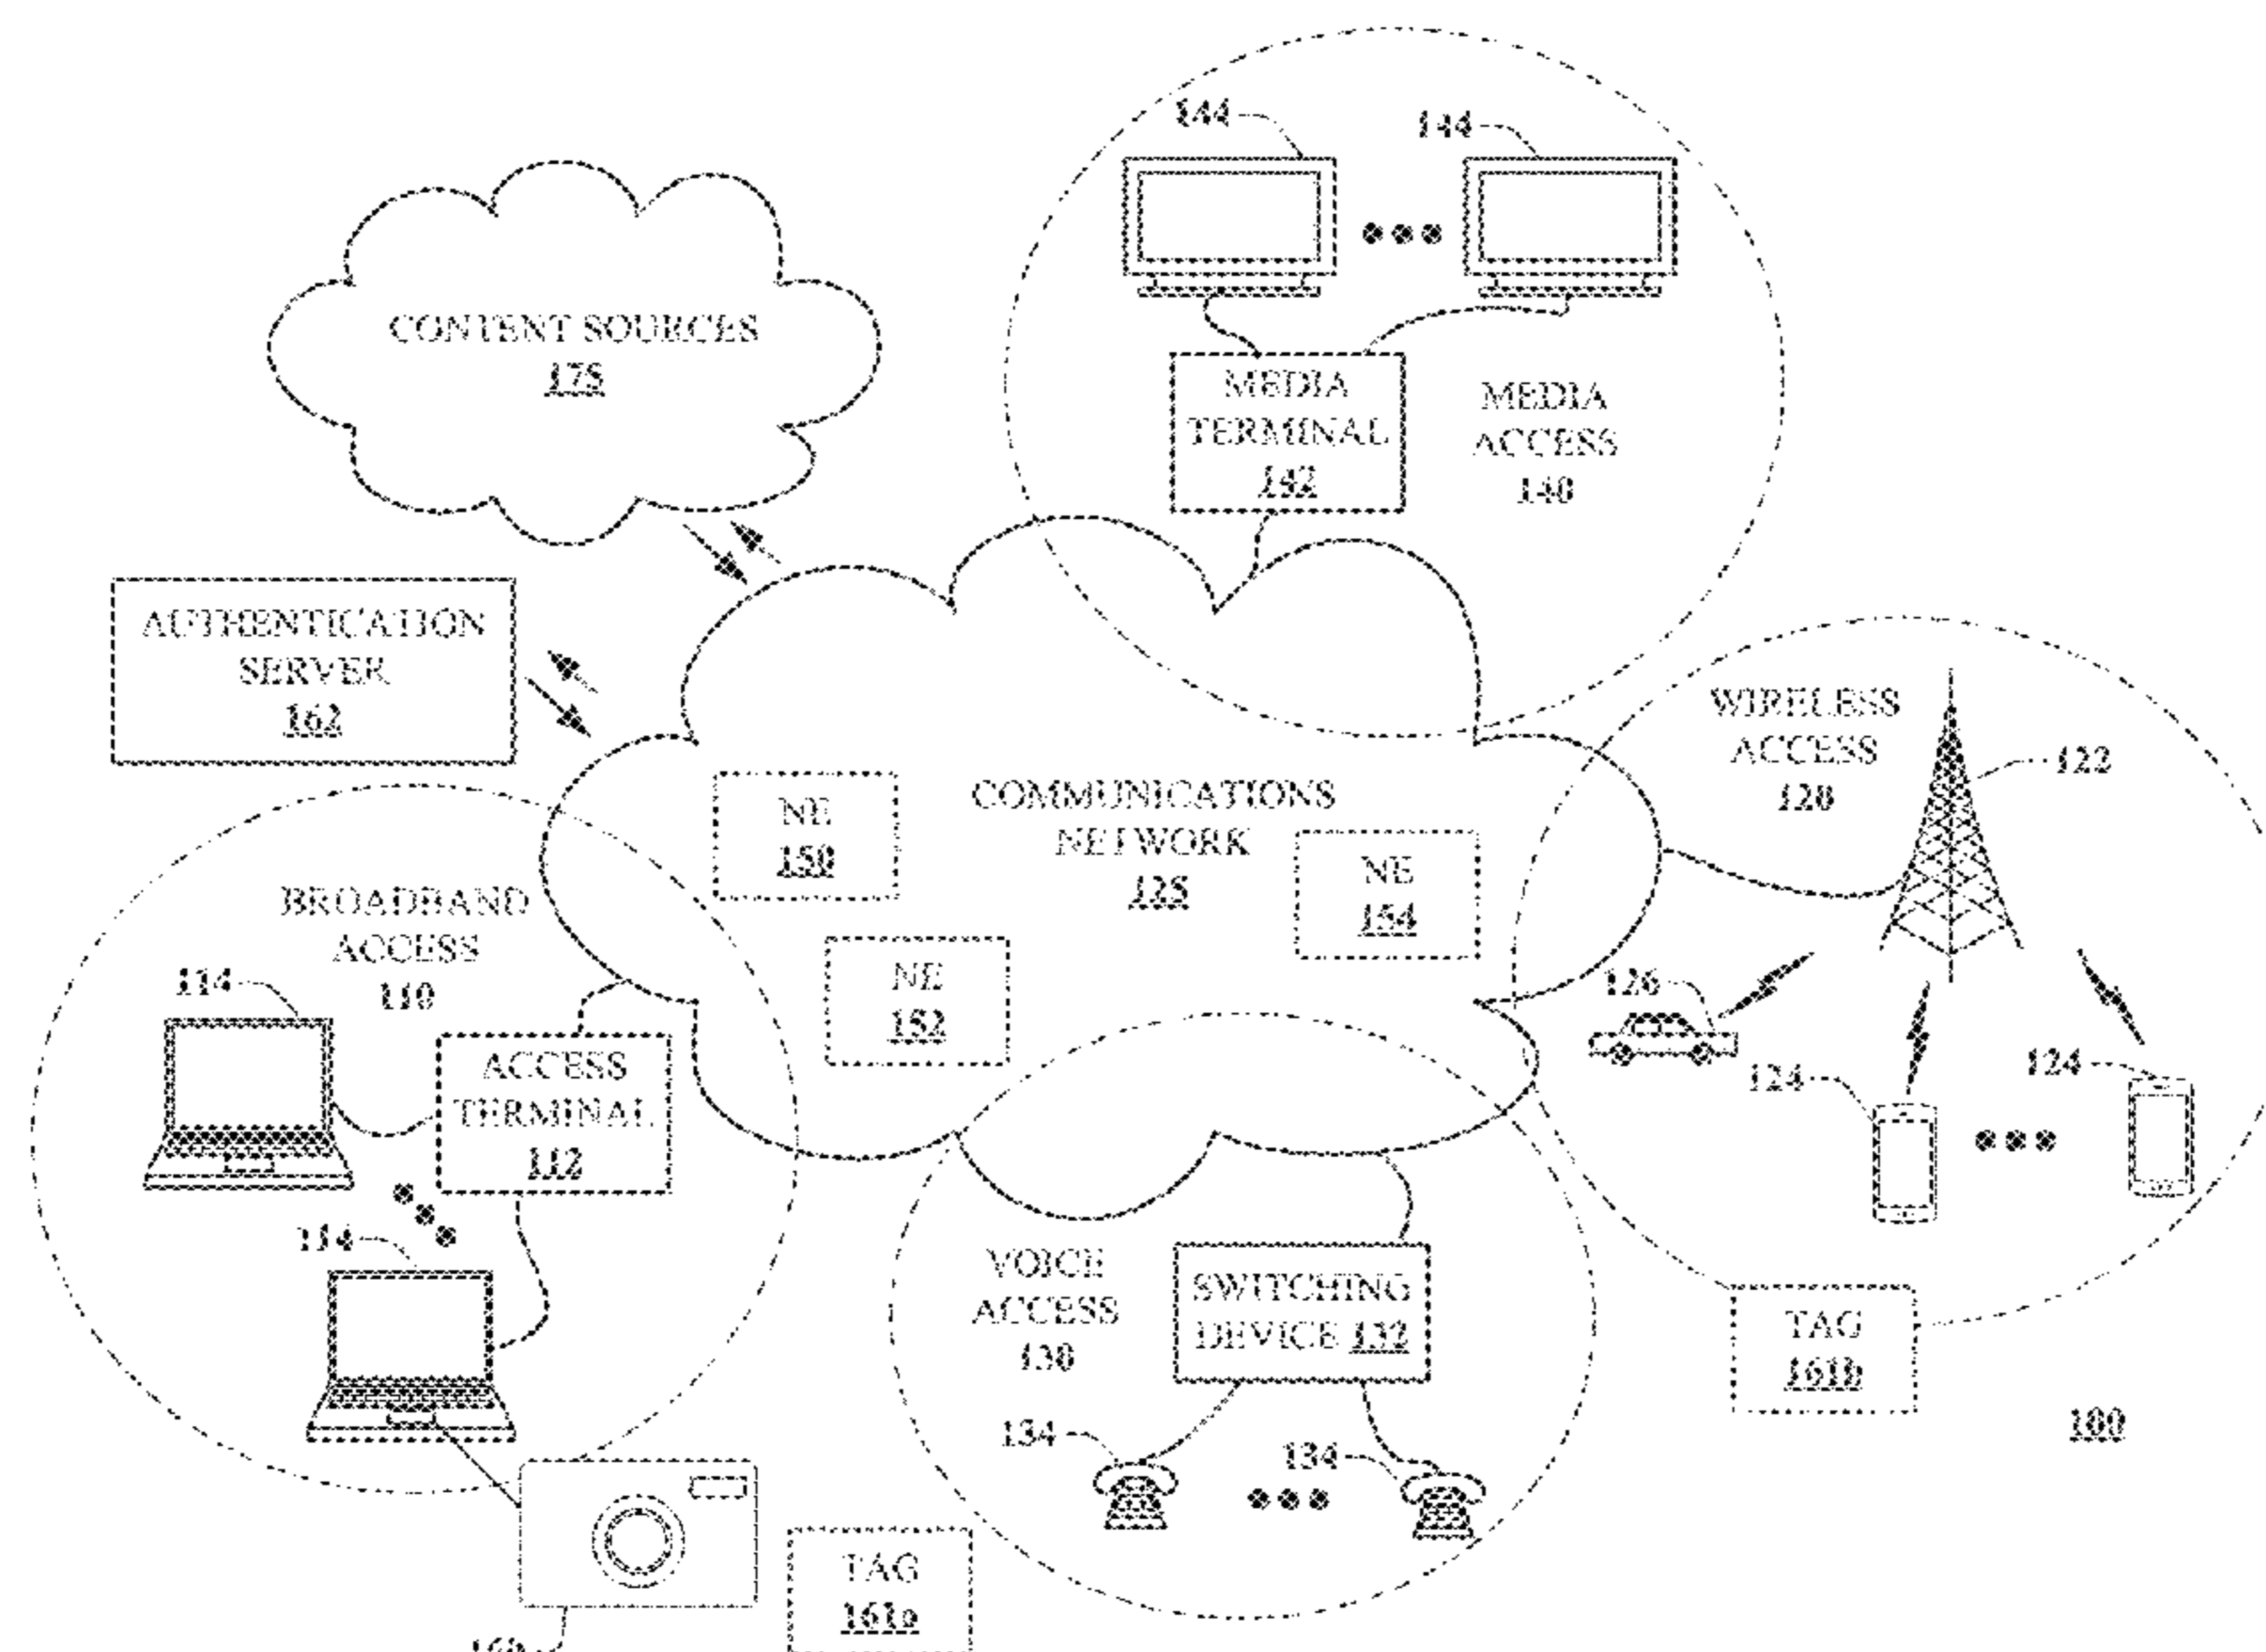 144
144
CONTENT SOURCES
175
MEDIA
TERMINAL
142
MEDIA
ACCESS
140
AUTHENTICATION
SERVER
162
WIRELESS
ACCESS
120
122
COMMUNICATIONS
NETWORK
125
NE
150
NE
154
NE
152
BROADBAND
ACCESS
110
114
ACCESS
TERMINAL
112
114
126
124
124
VOICE
ACCESS
130
SWITCHING
DEVICE 132
134
134
TAG
161b
100
TAG
161a
160